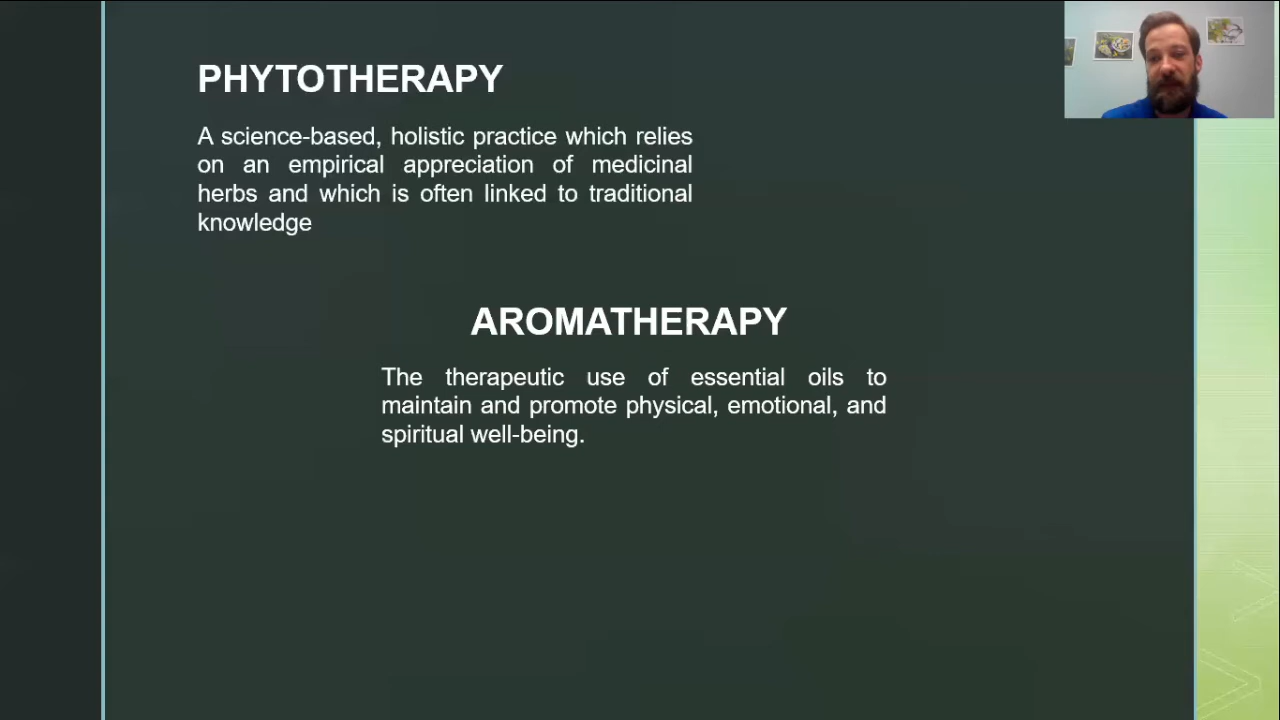 PHYTOTHERAPY
A science-based, holistic practice which relies
on an empirical appreciation of medicinal
herbs and which is often linked to traditional
knowledge
AROMATHERAPY
The therapeutic use of essential oils to
maintain and promote physical, emotional, and
spiritual well-being.